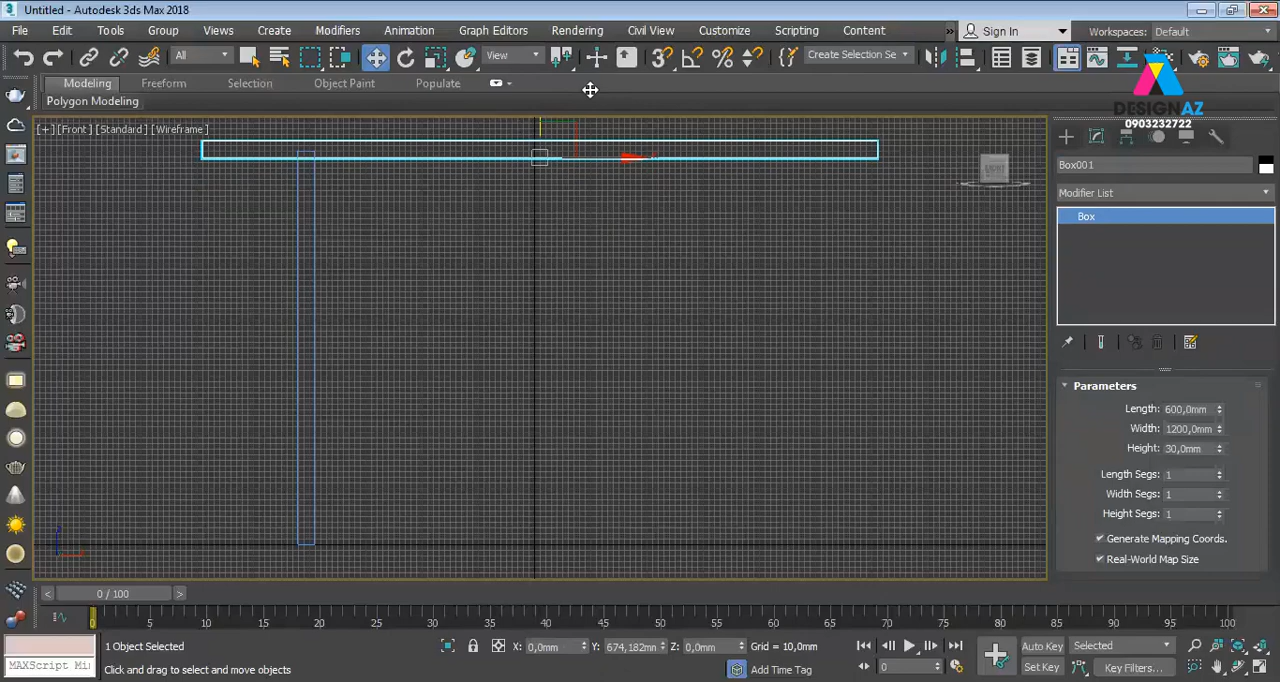 Untitled - Autodesk 3ds Max 2018
File Edit Tools Group Views Create Modifiers Animation Graph Editors Rendering Civil View Customize Scripting Content » Sign In Workspaces: Default
All View Create Selection Se
Modeling Freeform Selection Object Paint Populate
Polygon Modeling
DESIGNAZ
0903232722
[+] [Front] [Standard] [Wireframe]
Box001
Modifier List
Box
Parameters
Length: 600,0mm
Width: 1200,0mm
Height: 30,0mm
Length Segs: 1
Width Segs: 1
Height Segs: 1
Generate Mapping Coords.
Real-World Map Size
< 0 / 100 >
0 5 10 15 20 25 30 35 40 45 50 55 60 65 70 75 80 85 90 95 100
1 Object Selected X: 0,0mm Y: 674,182mm Z: 0,0mm Grid = 10,0mm Auto Key Selected
MAXScript Mi Click and drag to select and move objects Add Time Tag 0 Set Key Key Filters...